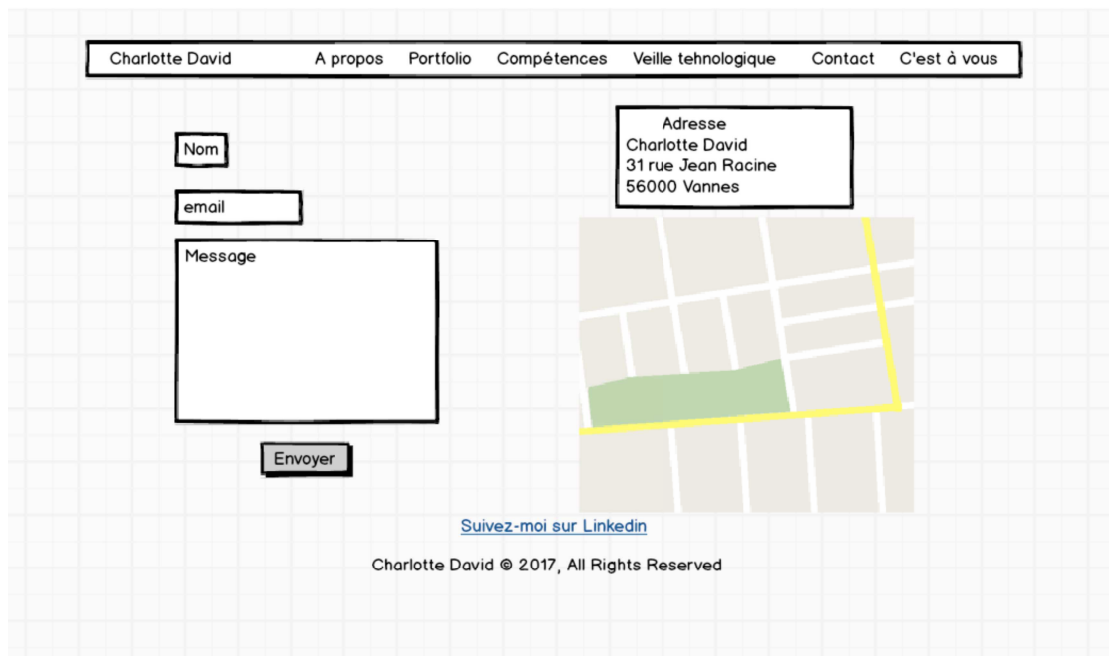 Charlotte David A propos Portfolio Compétences Veille tehnologique Contact C'est à vous
Nom
email
Message
Envoyer
Adresse
Charlotte David
31 rue Jean Racine
56000 Vannes
Suivez-moi sur Linkedin
Charlotte David © 2017, All Rights Reserved